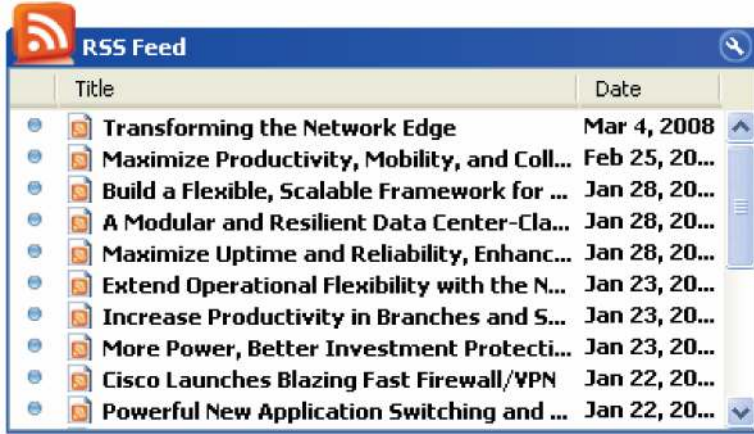 RSS Feed
Title Date
Transforming the Network Edge Mar 4, 2008
Maximize Productivity, Mobility, and Coll... Feb 25, 20...
Build a Flexible, Scalable Framework for ... Jan 28, 20...
A Modular and Resilient Data Center-Cla... Jan 28, 20...
Maximize Uptime and Reliability, Enhanc... Jan 28, 20...
Extend Operational Flexibility with the N... Jan 23, 20...
Increase Productivity in Branches and S... Jan 23, 20...
More Power, Better Investment Protecti... Jan 23, 20...
Cisco Launches Blazing Fast Firewall/VPN Jan 22, 20...
Powerful New Application Switching and ... Jan 22, 20...